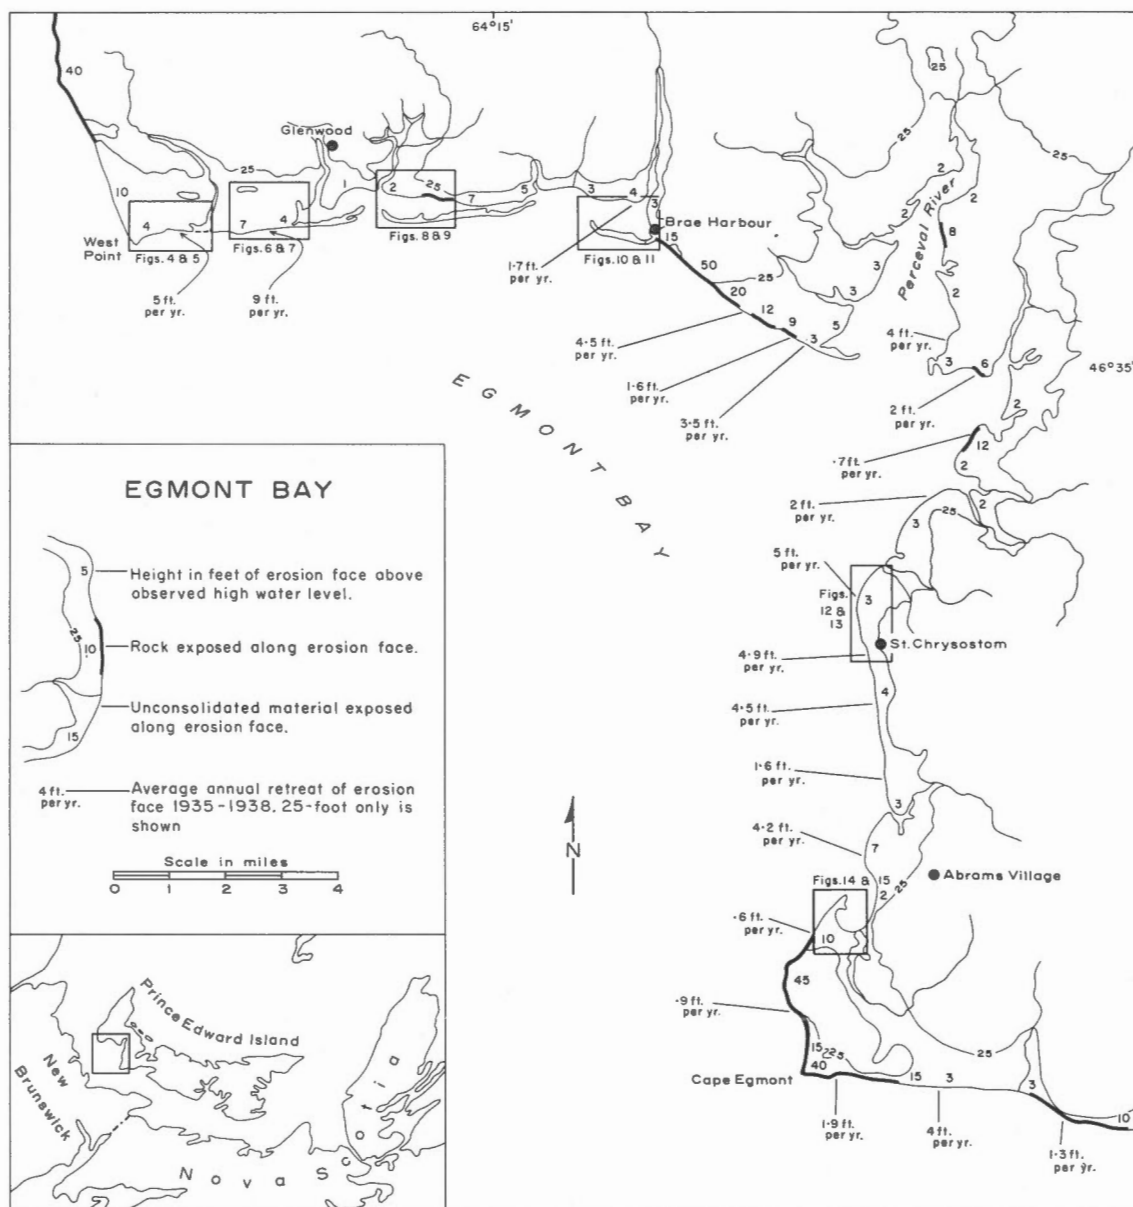 64°15'
40
25
25
Glenwood
25
25
25
10
1
2
25
7
5
3
4
3
2
2
2
Perceval River
4
7
4
Brae Harbour
15
8
West Point
Figs. 4 & 5
Figs. 6 & 7
Figs. 8 & 9
Figs. 10 & 11
50
25
3
3
2
20
1·7 ft. per yr.
5 ft. per yr.
9 ft. per yr.
12
9
3
5
4 ft. per yr.
4·5 ft. per yr.
3
6
46°35'
1·6 ft. per yr.
2 ft. per yr.
2
3·5 ft. per yr.
EGMONT BAY
·7 ft. per yr.
12
2
2 ft. per yr.
2
3
25
5 ft. per yr.
Figs. 12 & 13
3
St. Chrysostom
4·9 ft. per yr.
4
4·5 ft. per yr.
1·6 ft. per yr.
3
4·2 ft. per yr.
7
Figs. 14 & 15
2
25
Abrams Village
·6 ft. per yr.
10
45
·9 ft. per yr.
15
25
25
40
Cape Egmont
15
3
3
10
1·9 ft. per yr.
4 ft. per yr.
1·3 ft. per yr.
N
EGMONT BAY
5
Height in feet of erosion face above
observed high water level.
25
10
Rock exposed along erosion face.
Unconsolidated material exposed
along erosion face.
15
4 ft. per yr.
Average annual retreat of erosion
face 1935-1938. 25-foot only is
shown
Scale in miles
0 1 2 3 4
Prince Edward Island
New Brunswick
Nova Scotia